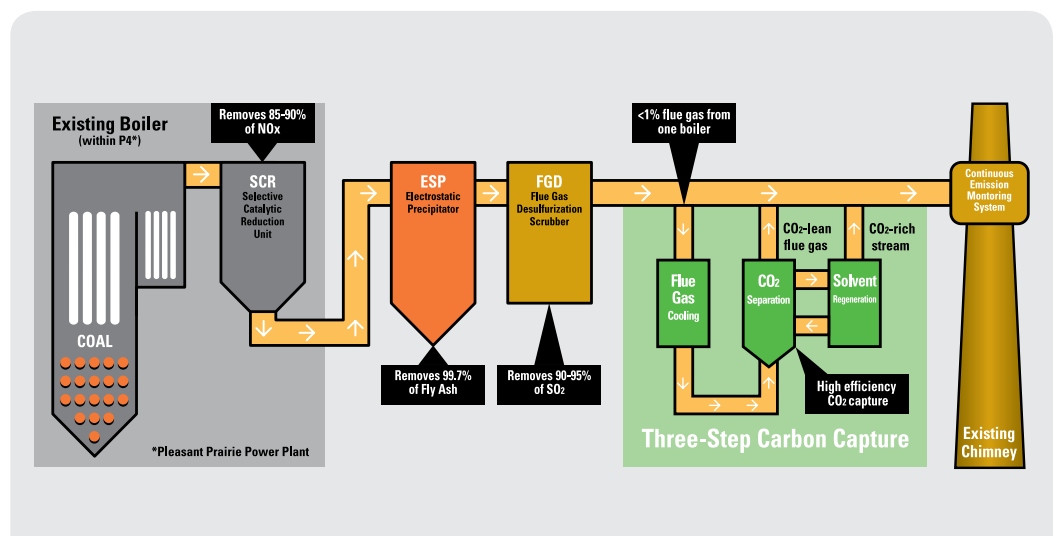 Existing Boiler
(within P4*)
Removes 85-90%
of NOx
SCR
Selective
Catalytic
Reduction
Unit
COAL
*Pleasant Prairie Power Plant
ESP
Electrostatic
Precipitator
Removes 99.7%
of Fly Ash
FGD
Flue Gas
Desulfurization
Scrubber
Removes 90-95%
of SO2
<1% flue gas from
one boiler
Flue
Gas
Cooling
CO2-lean
flue gas
CO2
Separation
CO2-rich
stream
Solvent
Regeneration
High efficiency
CO2 capture
Three-Step Carbon Capture
Continuous
Emission
Montoring
System
Existing
Chimney